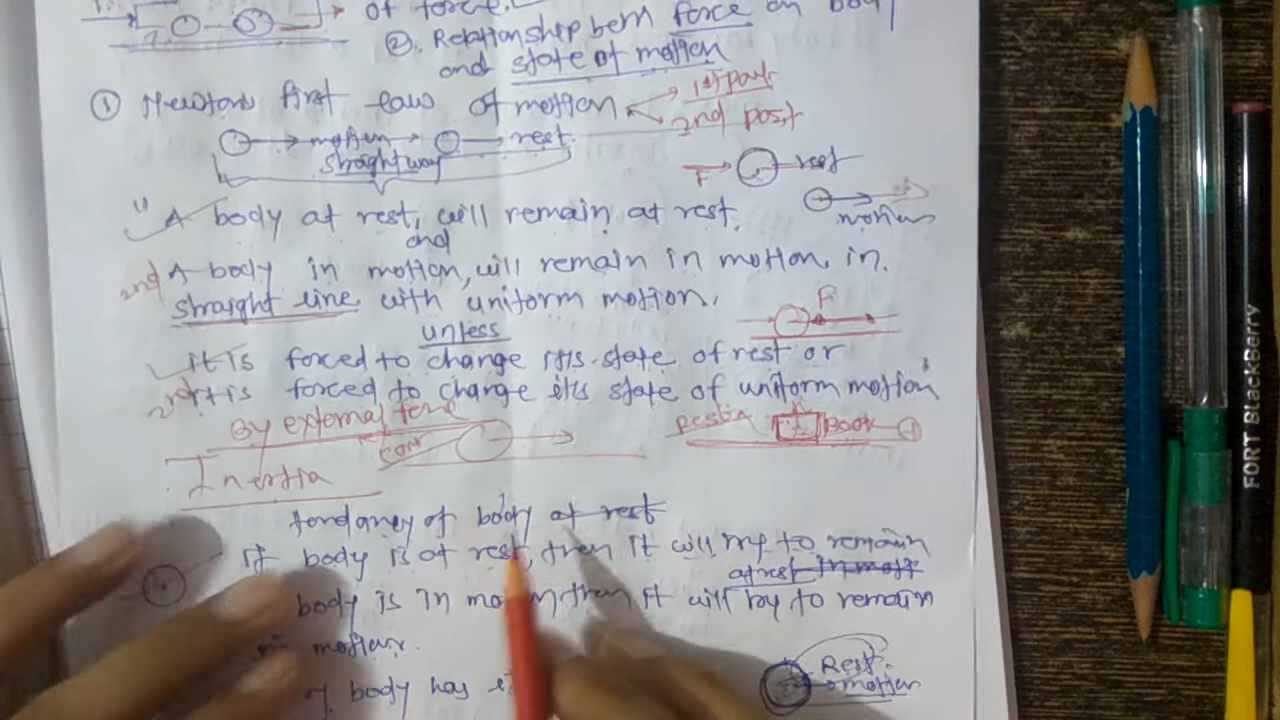 of force.
② Relationship betn force on body
and state of motion
① Newtons first law of motion
1st part
2nd part
motion rest
straight way
F rest
motion
" A body at rest, will remain at rest.
and
2nd A body in motion, will remain in motion in
straight line with uniform motion.
F
unless
it is forced to change its state of rest or
it is forced to change its state of uniform motion
By external force
Book
Inertia
tendancy of body at rest
if body is at rest, then it will try to remain
at rest
body is in motion then it will try to remain
motion.
Rest
motion
body has
FORT BlackBerry